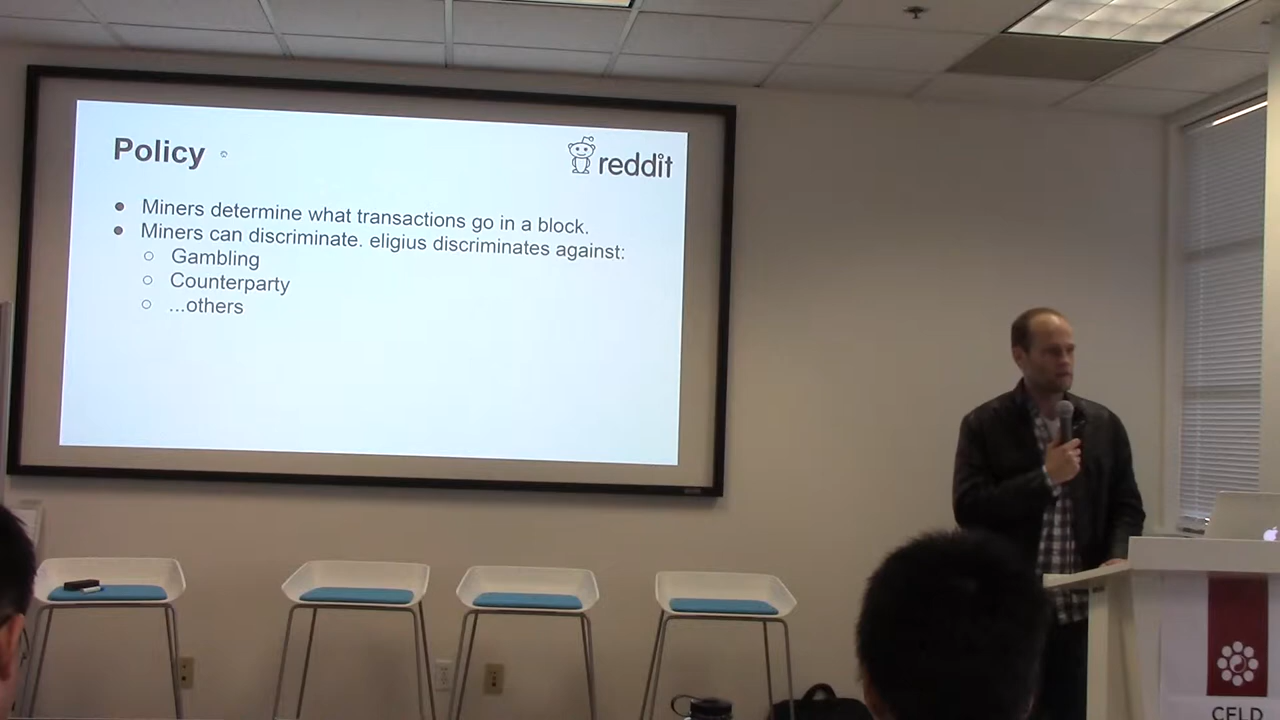 Policy
reddit
● Miners determine what transactions go in a block.
● Miners can discriminate. eligius discriminates against:
○ Gambling
○ Counterparty
○ ...others
CELD